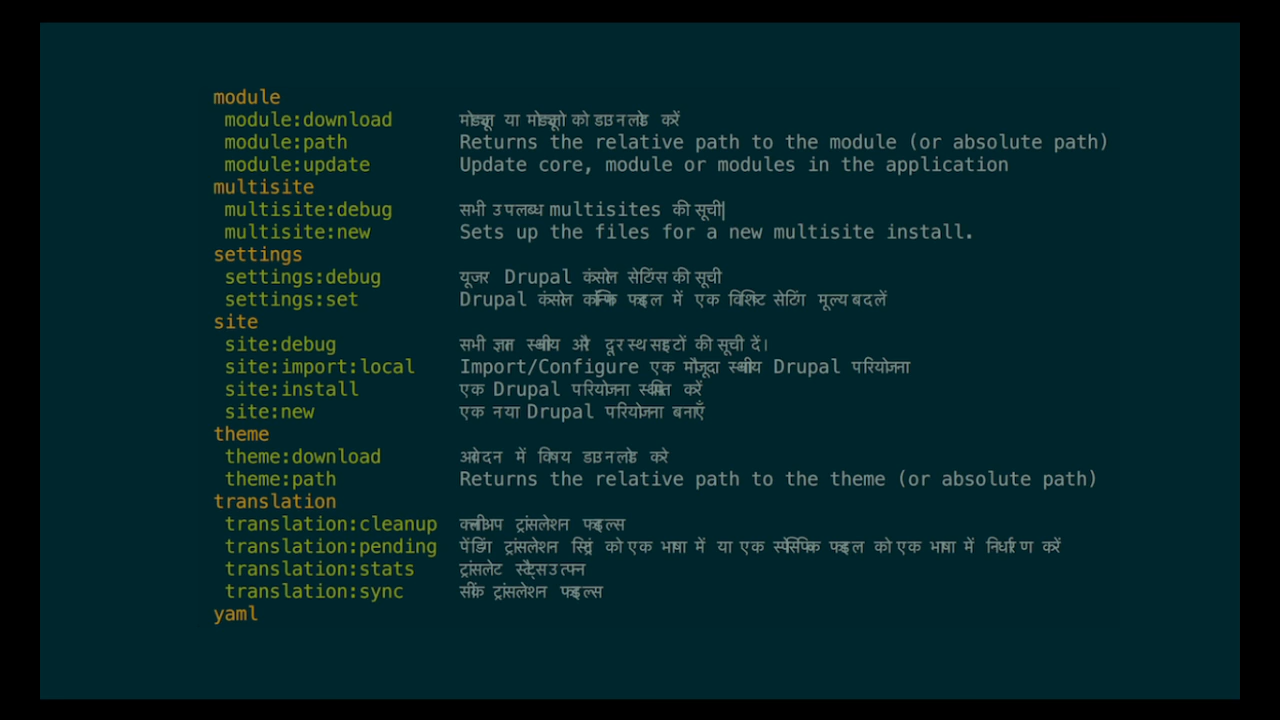 module
module:download मोड्यूल या मोड्यूलो को डाउनलोड करें
module:path Returns the relative path to the module (or absolute path)
module:update Update core, module or modules in the application
multisite
multisite:debug सभी उपलब्ध multisites की सूची|
multisite:new Sets up the files for a new multisite install.
settings
settings:debug यूजर Drupal कंसोल सेटिंग्स की सूची
settings:set Drupal कंसोल कॉन्फ़िग फाइल में एक विशिष्ट सेटिंग मूल्य बदलें
site
site:debug सभी ज्ञात स्थानीय और दूरस्थ साइटों की सूची दें।
site:import:local Import/Configure एक मौजूदा स्थानीय Drupal परियोजना
site:install एक Drupal परियोजना स्थापित करें
site:new एक नया Drupal परियोजना बनाएँ
theme
theme:download आवेदन में विषय डाउनलोड करे
theme:path Returns the relative path to the theme (or absolute path)
translation
translation:cleanup क्लीनअप ट्रांसलेशन फाइल्स
translation:pending पेंडिंग ट्रांसलेशन स्ट्रिंग को एक भाषा में या एक स्पेसिफिक फाइल को एक भाषा में निर्धारण करें
translation:stats ट्रांसलेट स्टैट्स उत्पन्न
translation:sync सींक ट्रांसलेशन फाइल्स
yaml